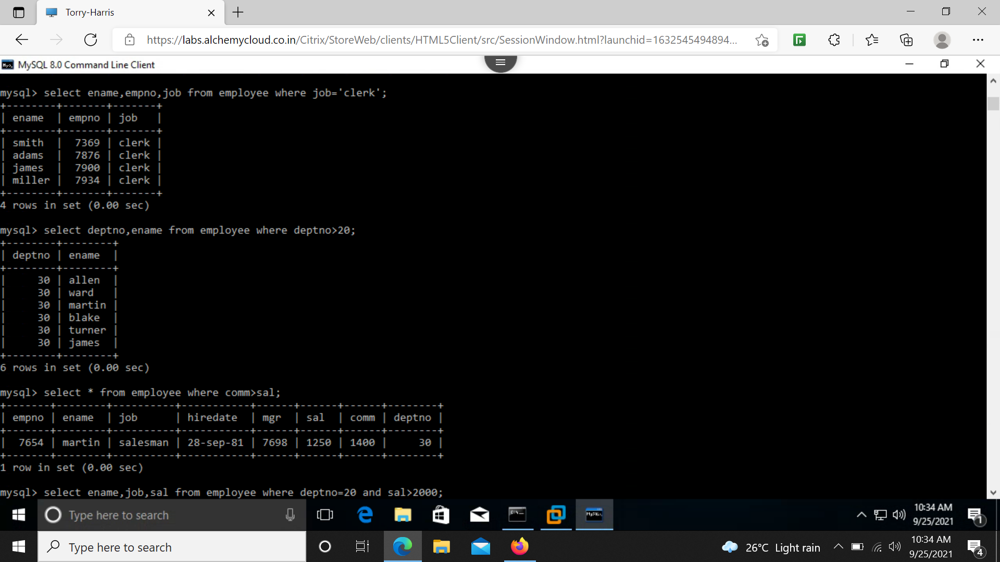 Torry-Harris
https://labs.alchemycloud.co.in/Citrix/StoreWeb/clients/HTML5Client/src/SessionWindow.html?launchid=1632545494894...
MySQL 8.0 Command Line Client
mysql> select ename,empno,job from employee where job='clerk';
+--------+-------+-------+
| ename  | empno | job   |
+--------+-------+-------+
| smith  |  7369 | clerk |
| adams  |  7876 | clerk |
| james  |  7900 | clerk |
| miller |  7934 | clerk |
+--------+-------+-------+
4 rows in set (0.00 sec)
mysql> select deptno,ename from employee where deptno>20;
+--------+--------+
| deptno | ename  |
+--------+--------+
|     30 | allen  |
|     30 | ward   |
|     30 | martin |
|     30 | blake  |
|     30 | turner |
|     30 | james  |
+--------+--------+
6 rows in set (0.00 sec)
mysql> select * from employee where comm>sal;
+-------+--------+----------+-----------+------+------+------+--------+
| empno | ename  | job      | hiredate  | mgr  | sal  | comm | deptno |
+-------+--------+----------+-----------+------+------+------+--------+
|  7654 | martin | salesman | 28-sep-81 | 7698 | 1250 | 1400 |     30 |
+-------+--------+----------+-----------+------+------+------+--------+
1 row in set (0.00 sec)
mysql> select ename,job,sal from employee where deptno=20 and sal>2000;
Type here to search
10:34 AM
9/25/2021
1
Type here to search
26°C Light rain
10:34 AM
9/25/2021
4